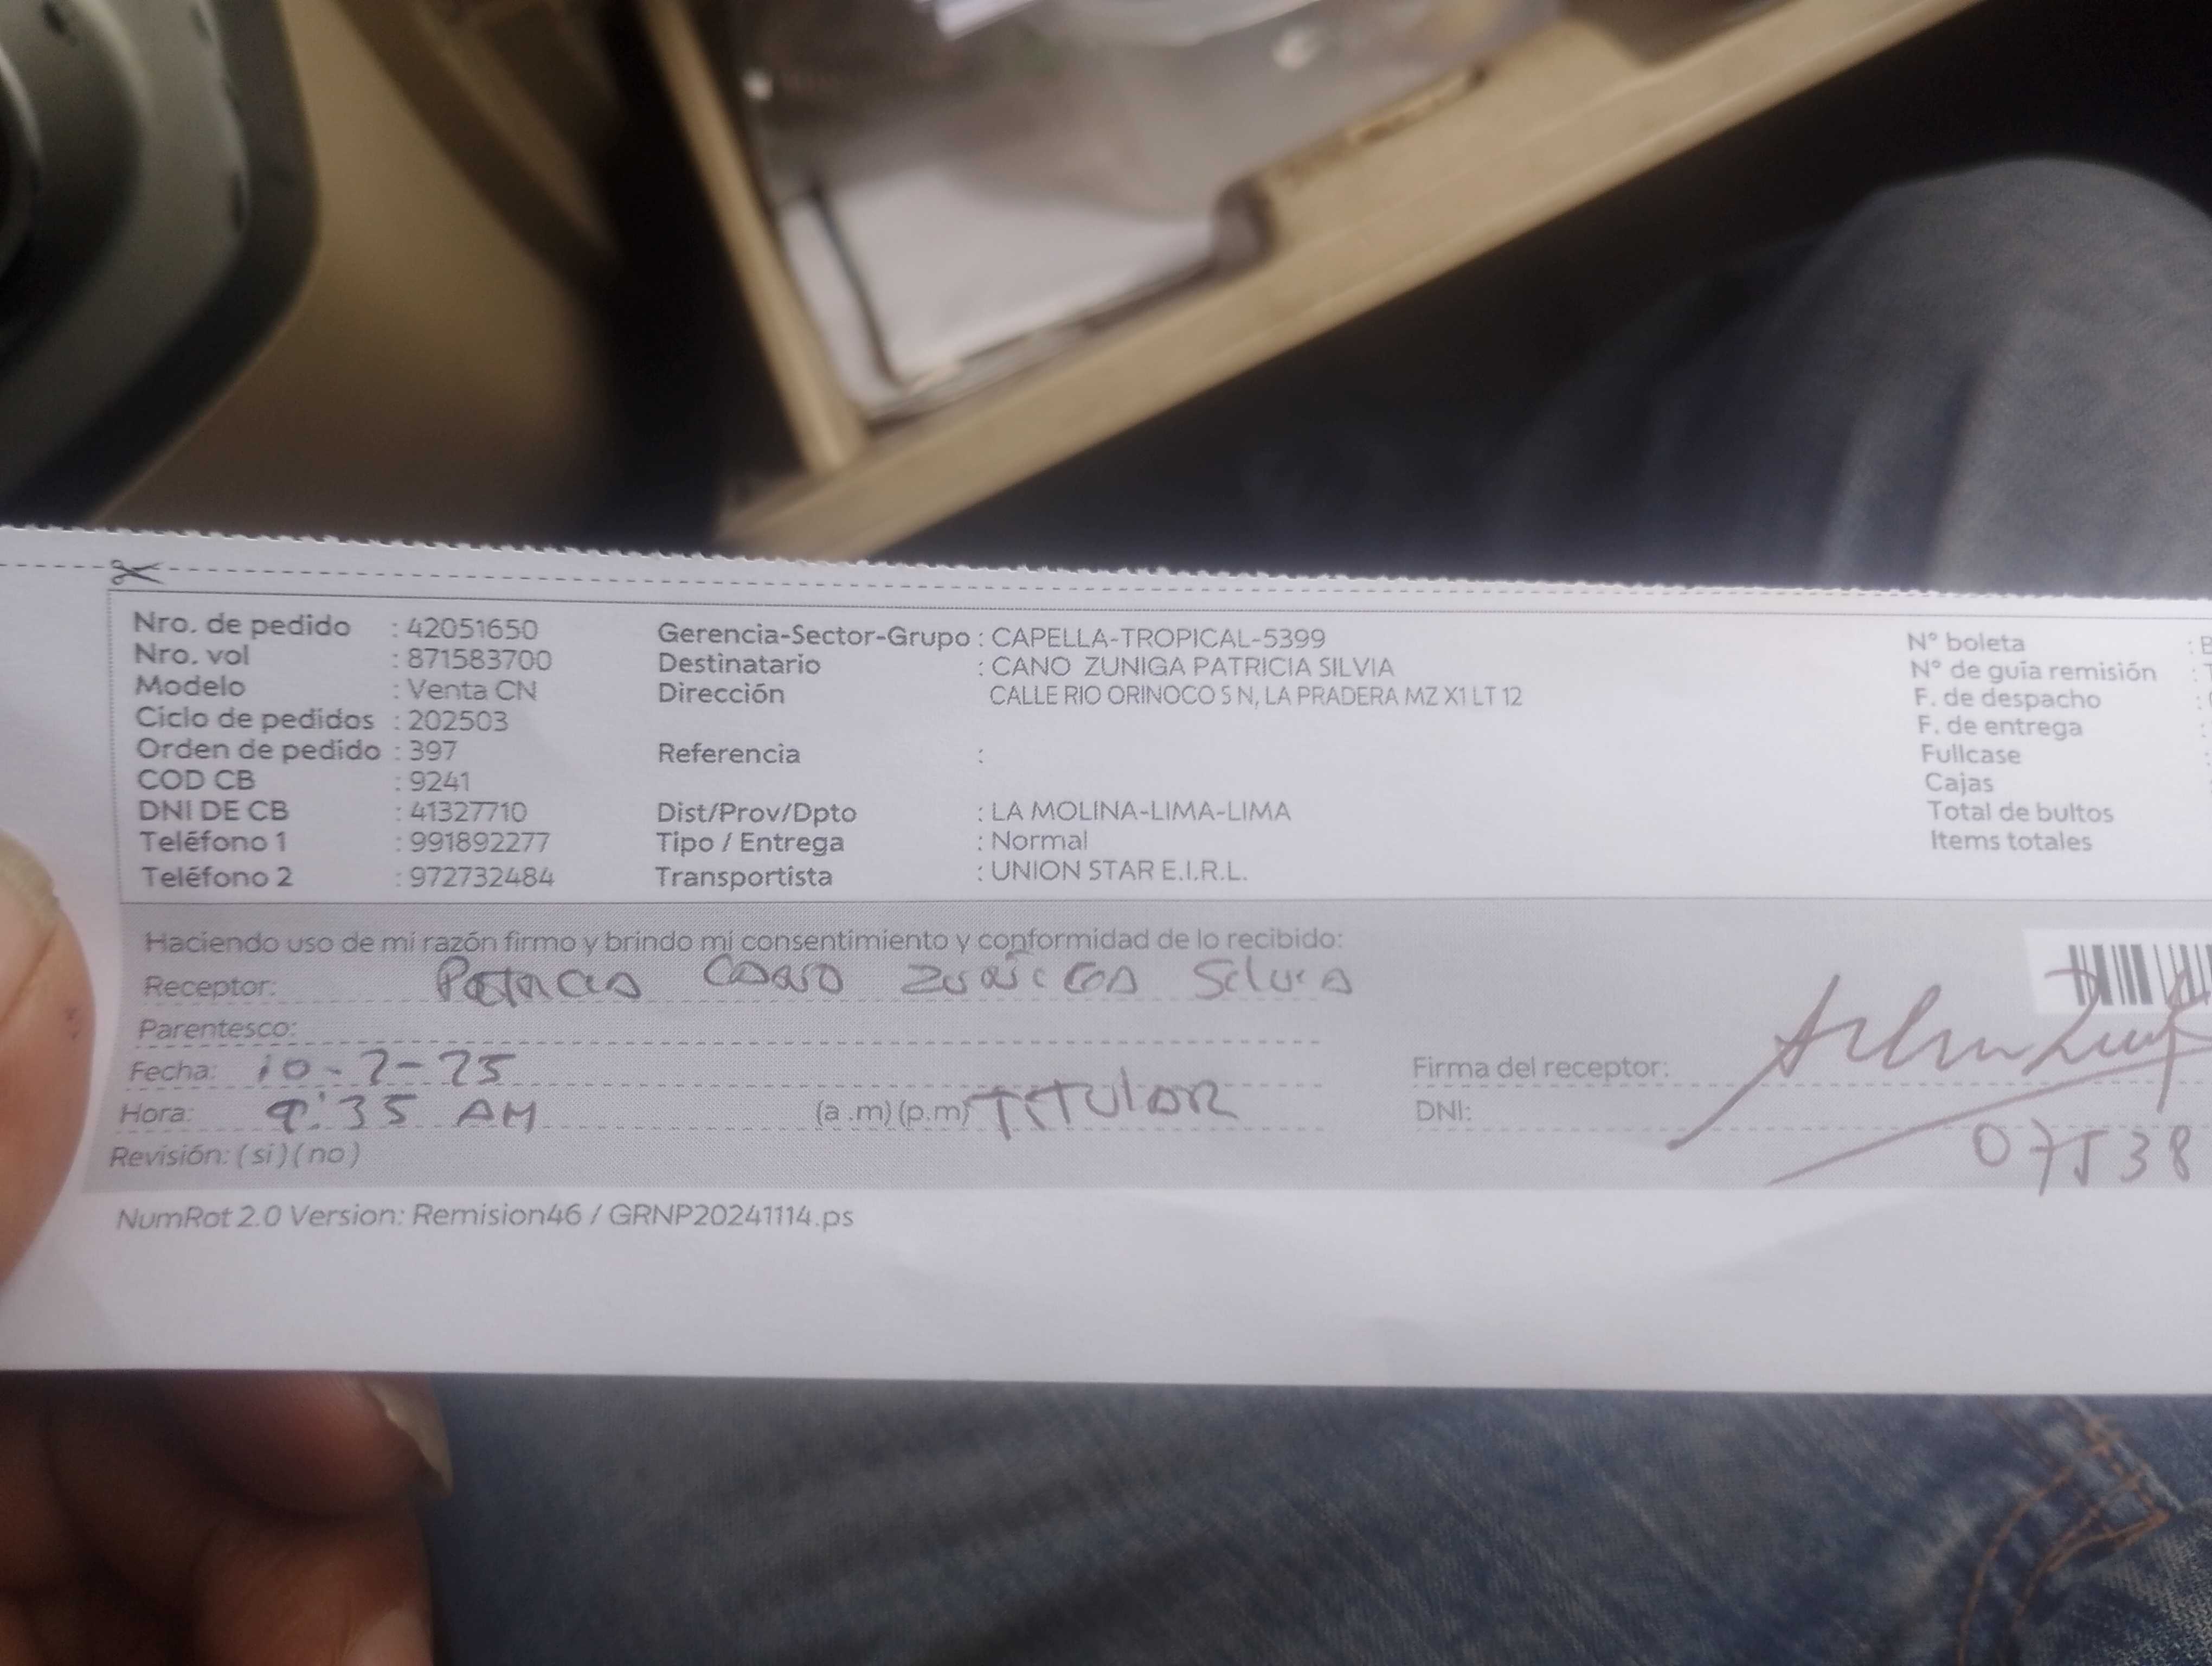 Nro. de pedido : 42051650 Gerencia-Sector-Grupo : CAPELLA-TROPICAL-5399 N° boleta :
Nro. vol : 871583700 Destinatario : CANO ZUNIGA PATRICIA SILVIA N° de guía remisión :
Modelo : Venta CN Dirección CALLE RIO ORINOCO S N, LA PRADERA MZ X1 LT 12 F. de despacho :
Ciclo de pedidos : 202503 F. de entrega :
Orden de pedido : 397 Referencia : Fullcase :
COD CB : 9241 Cajas
DNI DE CB : 41327710 Dist/Prov/Dpto : LA MOLINA-LIMA-LIMA Total de bultos
Teléfono 1 : 991892277 Tipo / Entrega : Normal Items totales
Teléfono 2 : 972732484 Transportista : UNION STAR E.I.R.L.
Haciendo uso de mi razón firmo y brindo mi consentimiento y conformidad de lo recibido:
Receptor: Patricia Cano Zuñiga Silvia
Parentesco:
Fecha: 10-2-25 Firma del receptor:
Hora: 9:35 AM (a.m)(p.m) TITULAR DNI: 07538
Revisión: (si)(no)
NumRot 2.0 Version: Remision46 / GRNP20241114.ps